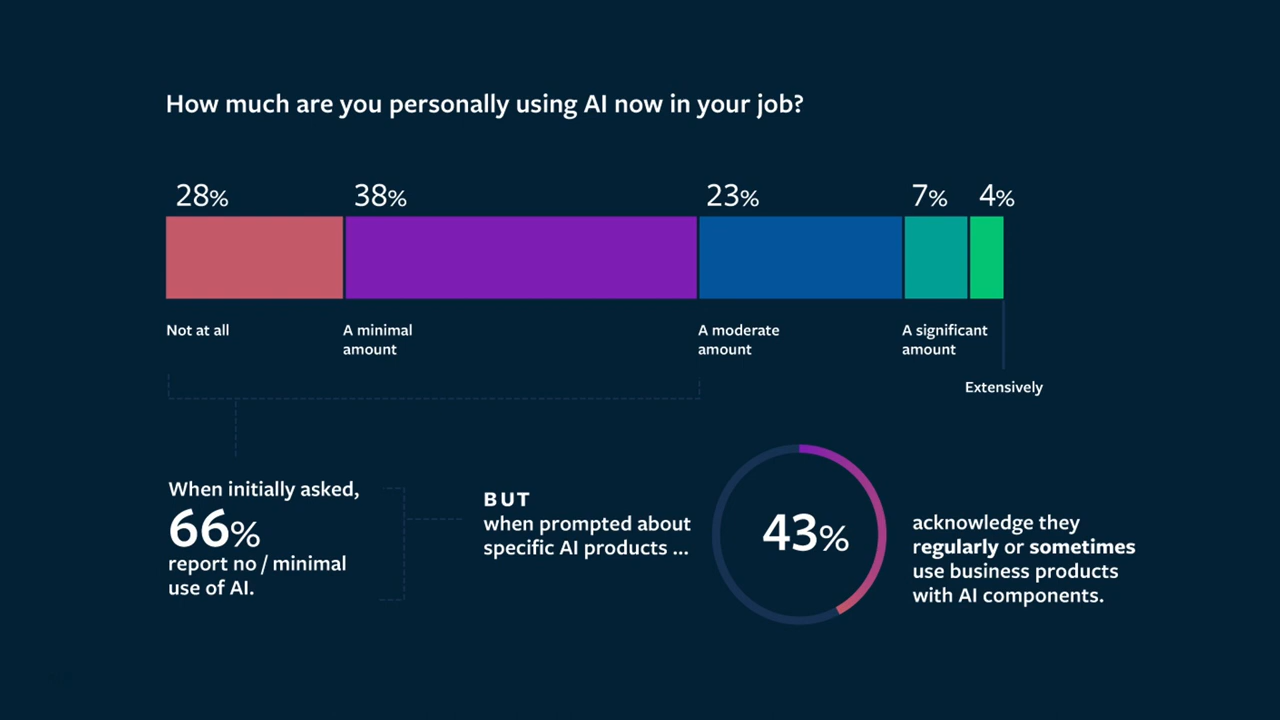 How much are you personally using AI now in your job?
28% 38% 23% 7% 4%
Not at all
A minimal
amount
A moderate
amount
A significant
amount
Extensively
When initially asked,
66%
report no / minimal
use of AI.
BUT
when prompted about
specific AI products ...
43%
acknowledge they
regularly or sometimes
use business products
with AI components.